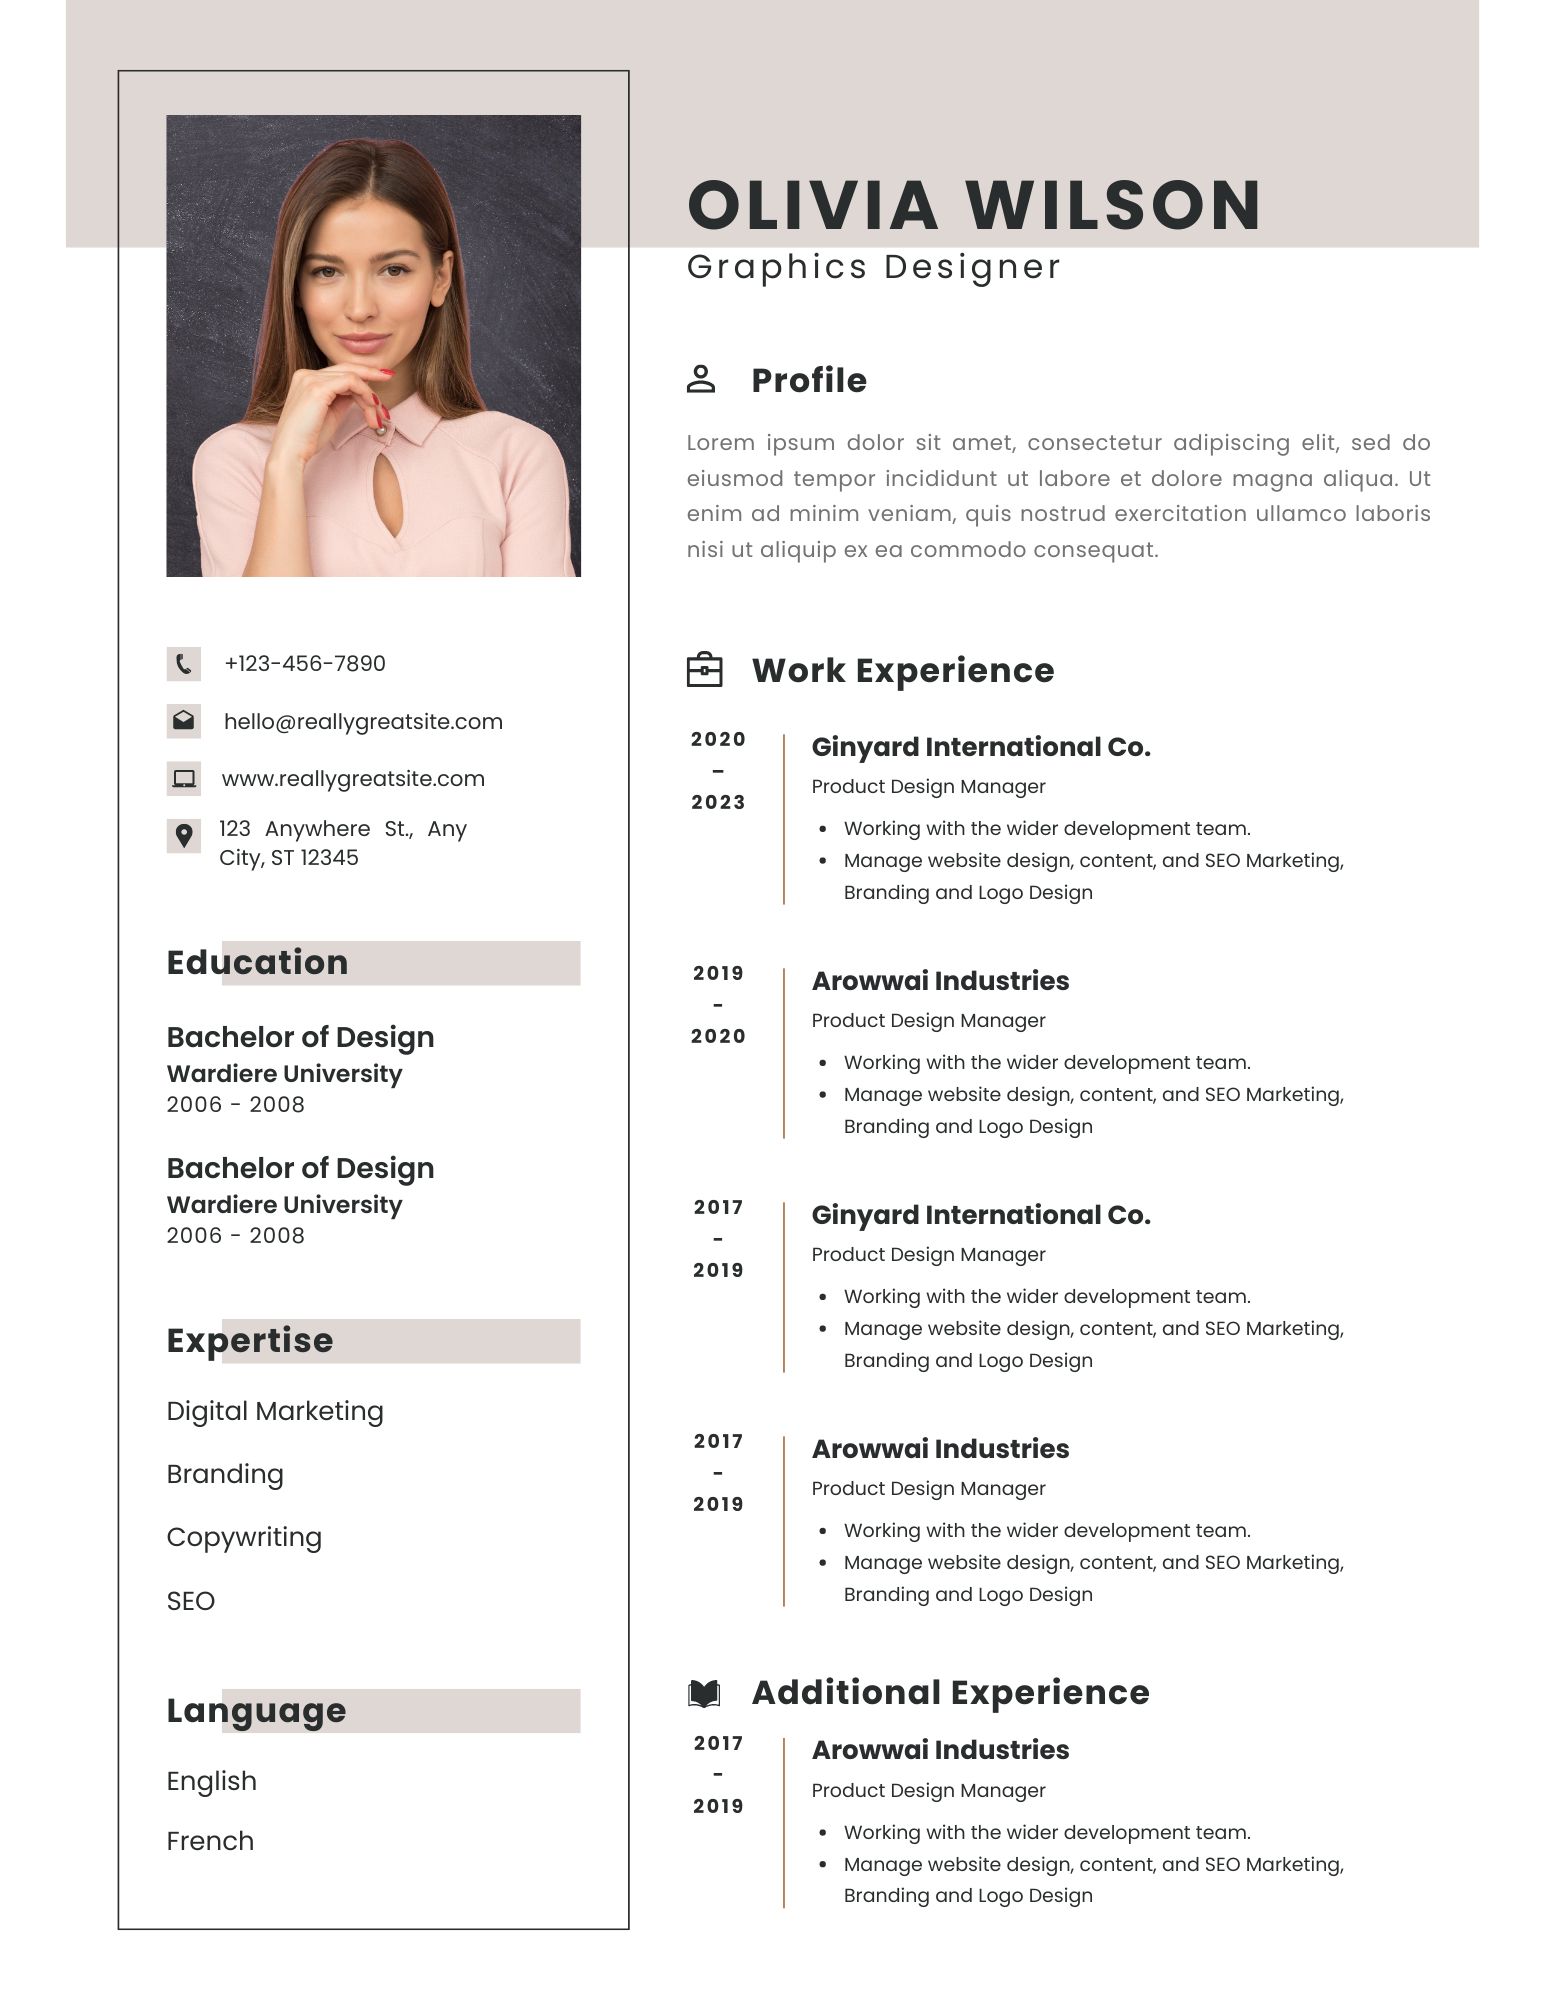 OLIVIA WILSON
Graphics Designer
+123-456-7890
hello@reallygreatsite.com
www.reallygreatsite.com
123 Anywhere St., Any
City, ST 12345
Education
Bachelor of Design
Wardiere University
2006 - 2008
Bachelor of Design
Wardiere University
2006 - 2008
Expertise
Digital Marketing
Branding
Copywriting
SEO
Language
English
French
Profile
Lorem ipsum dolor sit amet, consectetur adipiscing elit, sed do
eiusmod tempor incididunt ut labore et dolore magna aliqua. Ut
enim ad minim veniam, quis nostrud exercitation ullamco laboris
nisi ut aliquip ex ea commodo consequat.
Work Experience
2020
-
2023
Ginyard International Co.
Product Design Manager
• Working with the wider development team.
• Manage website design, content, and SEO Marketing,
Branding and Logo Design
2019
-
2020
Arowwai Industries
Product Design Manager
• Working with the wider development team.
• Manage website design, content, and SEO Marketing,
Branding and Logo Design
2017
-
2019
Ginyard International Co.
Product Design Manager
• Working with the wider development team.
• Manage website design, content, and SEO Marketing,
Branding and Logo Design
2017
-
2019
Arowwai Industries
Product Design Manager
• Working with the wider development team.
• Manage website design, content, and SEO Marketing,
Branding and Logo Design
Additional Experience
2017
-
2019
Arowwai Industries
Product Design Manager
• Working with the wider development team.
• Manage website design, content, and SEO Marketing,
Branding and Logo Design